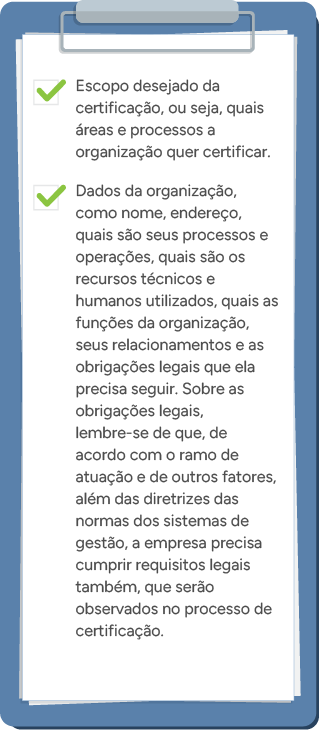 Escopo desejado da
certificação, ou seja, quais
áreas e processos a
organização quer certificar.
Dados da organização,
como nome, endereço,
quais são seus processos e
operações, quais são os
recursos técnicos e
humanos utilizados, quais as
funções da organização,
seus relacionamentos e as
obrigações legais que ela
precisa seguir. Sobre as
obrigações legais,
lembre-se de que, de
acordo com o ramo de
atuação e de outros fatores,
além das diretrizes das
normas dos sistemas de
gestão, a empresa precisa
cumprir requisitos legais
também, que serão
observados no processo de
certificação.